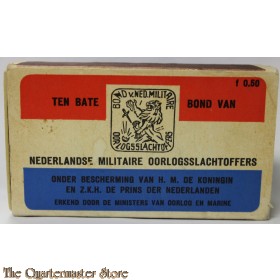 f 0.50
TEN BATE BOND VAN
BOND v. NED. MILITAIRE
OORLOGSSLACHTOFFERS
NEDERLANDSE MILITAIRE OORLOGSSLACHTOFFERS
ONDER BESCHERMING VAN H. M. DE KONINGIN
EN Z.K.H. DE PRINS DER NEDERLANDEN
ERKEND DOOR DE MINISTERS VAN OORLOG EN MARINE
The Quartermaster Store